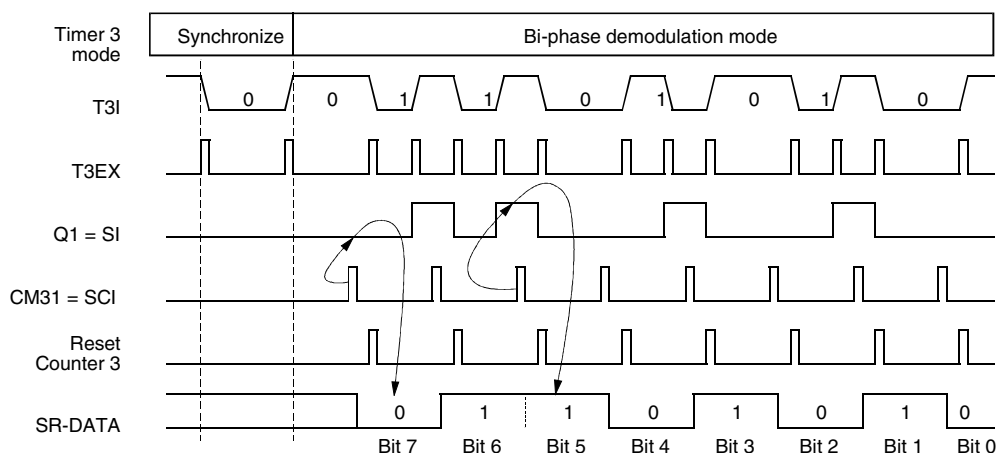 Timer 3 mode
Synchronize
Bi-phase demodulation mode
T3I
0 0 1 1 0 1 0 1 0
T3EX
Q1 = SI
CM31 = SCI
Reset
Counter 3
SR-DATA
0 1 1 0 1 0 1 0
Bit 7 Bit 6 Bit 5 Bit 4 Bit 3 Bit 2 Bit 1 Bit 0